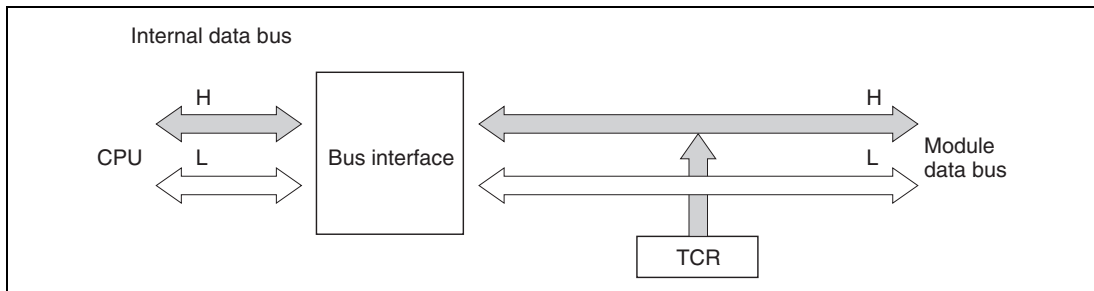 Internal data bus
H
H
CPU
L
Bus interface
L
Module
data bus
TCR